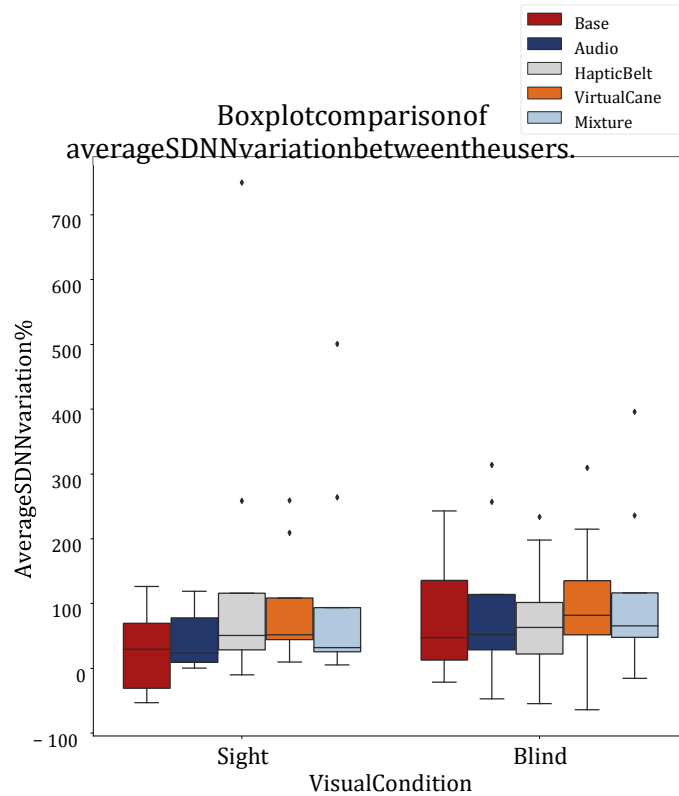 Base
Audio
HapticBelt
VirtualCane
Mixture
Boxplotcomparisonof
averageSDNNvariationbetweentheusers.
700
600
500
400
300
200
100
0
– 100
AverageSDNNvariation%
Sight
Blind
VisualCondition